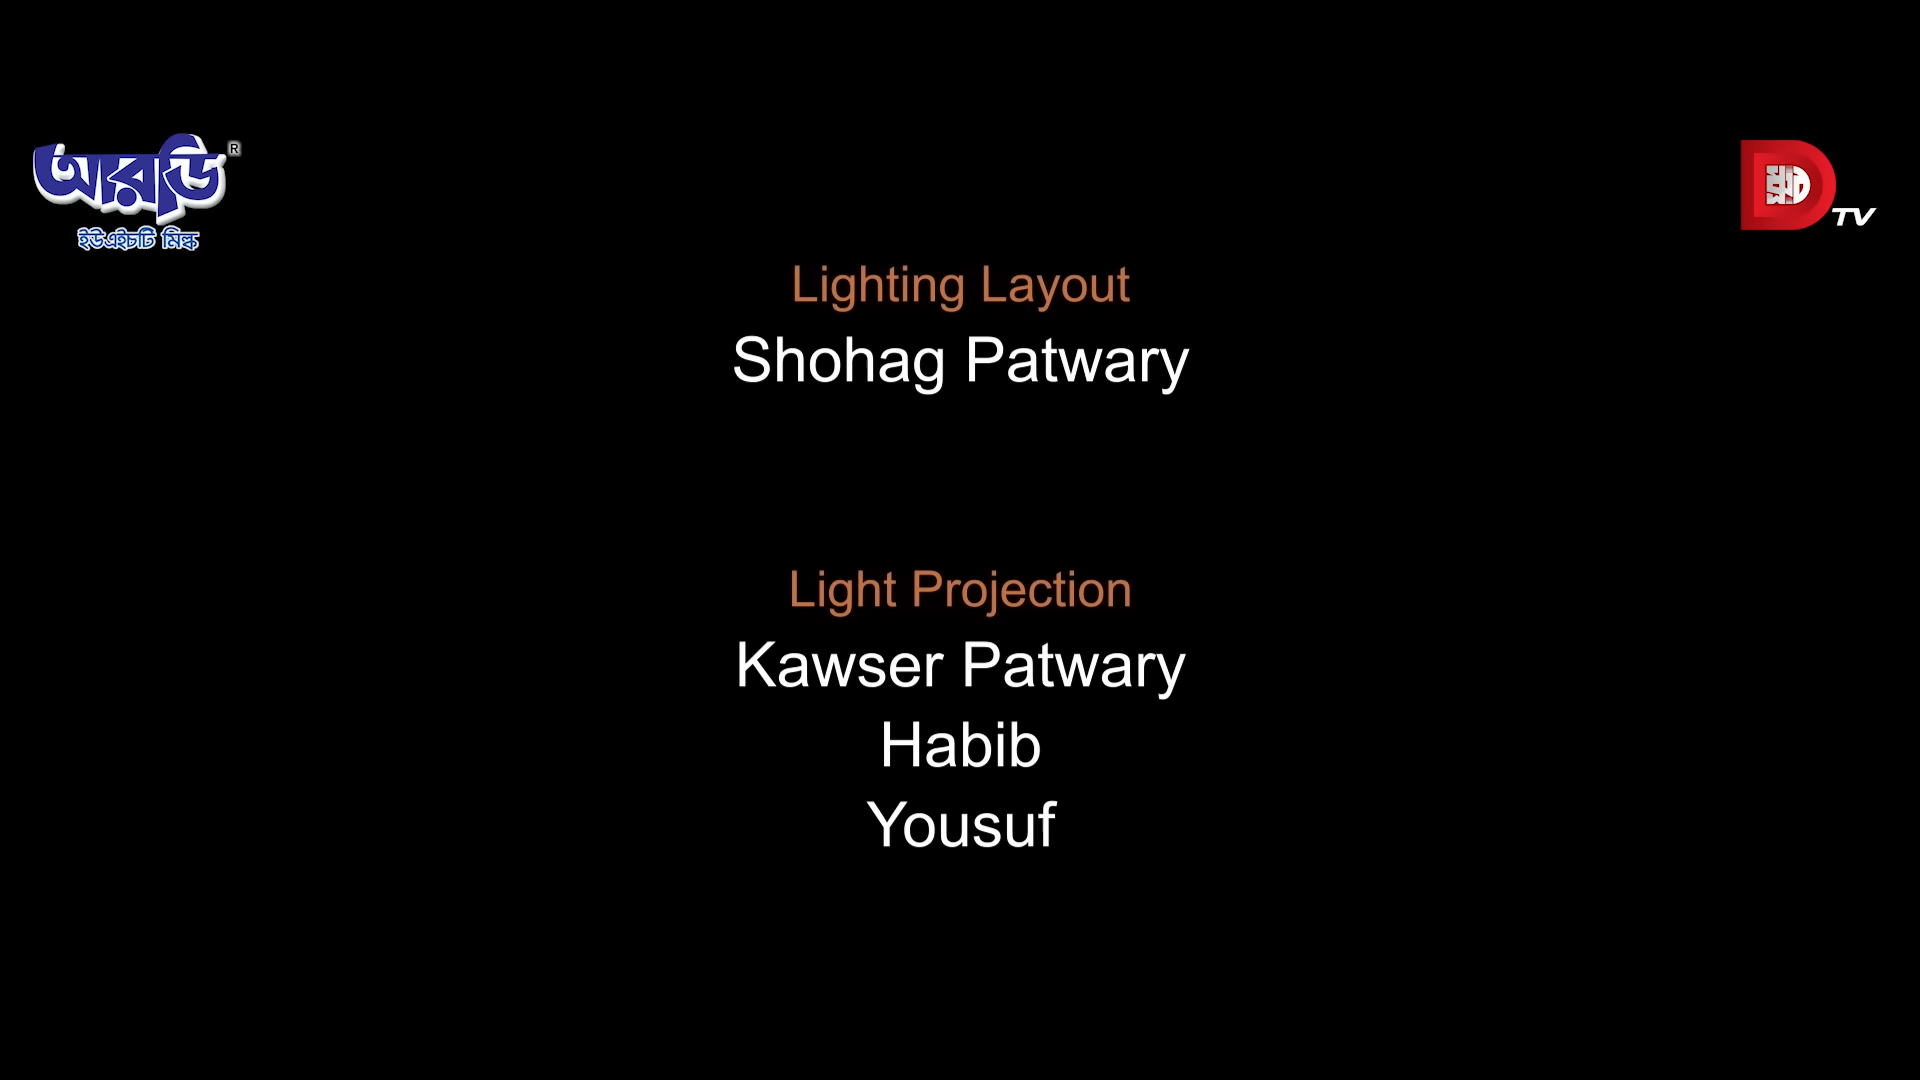 আরডি ®
ইউএইচটি মিল্ক
TV
Lighting Layout
Shohag Patwary
Light Projection
Kawser Patwary
Habib
Yousuf